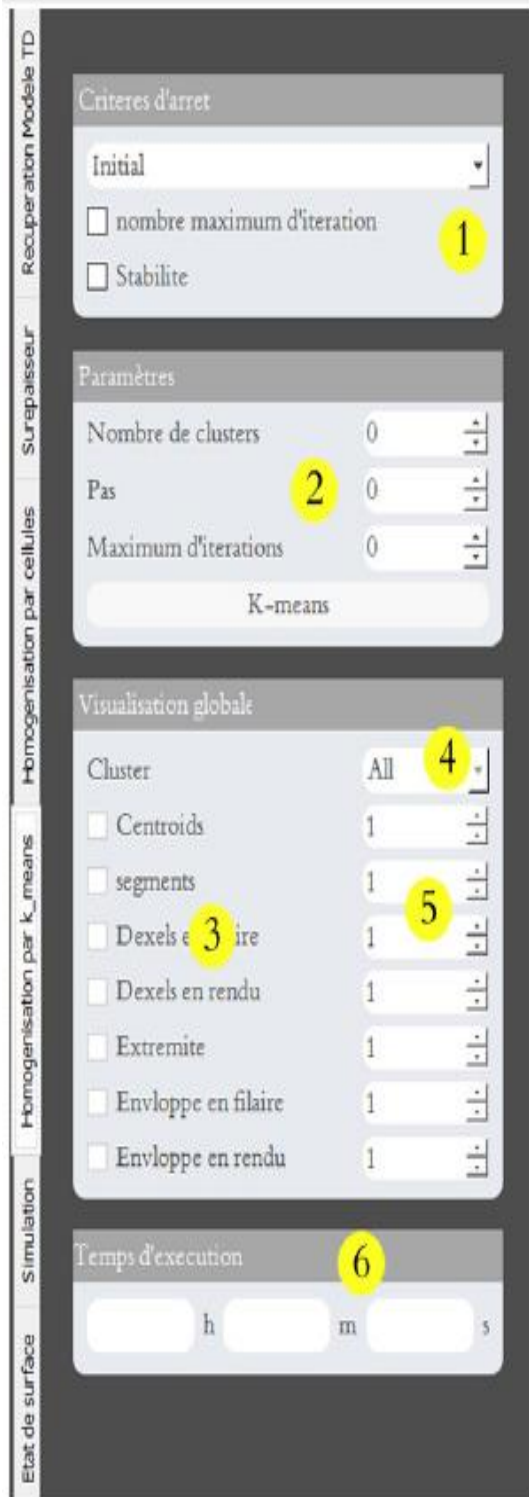 Recuperation Modele TD
Surepaisseur
Homogenisation par cellules
Homogenisation par k_means
Simulation
Etat de surface
Criteres d'arret
Initial
nombre maximum d'iteration
1
Stabilite
Paramètres
Nombre de clusters 0
Pas 2 0
Maximum d'iterations 0
K-means
Visualisation globale
Cluster All 4
Centroids 1
segments 1
5
Dexels e 3 ire 1
Dexels en rendu 1
Extremite 1
Envloppe en filaire 1
Envloppe en rendu 1
Temps d'execution 6
h m s